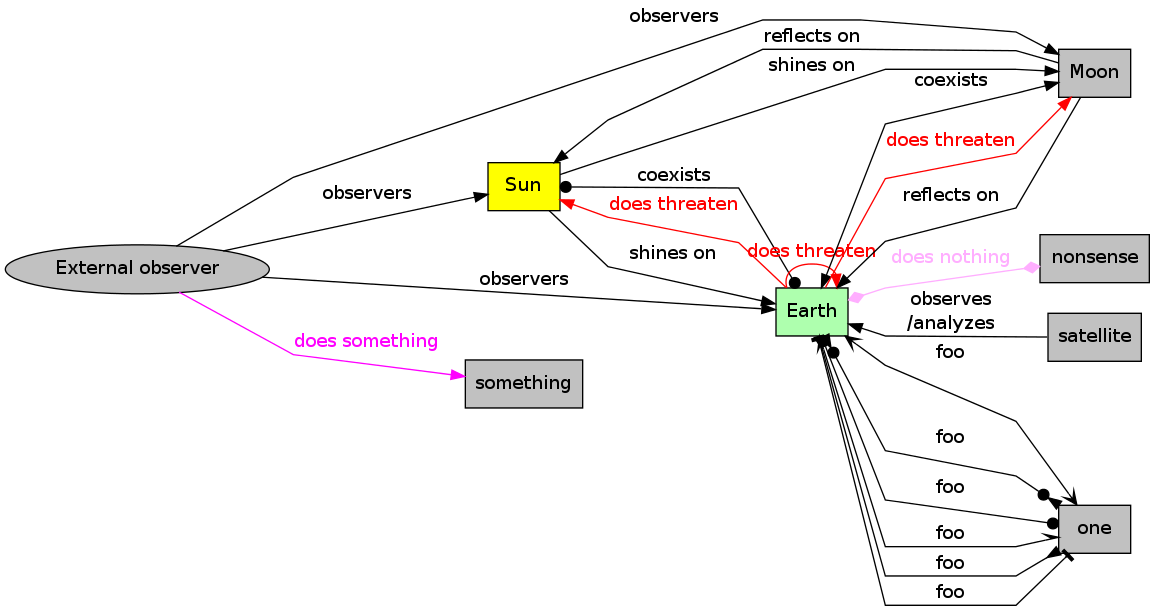 observers
reflects on
shines on
Moon
coexists
does threaten
coexists
Sun
observers
does threaten
reflects on
shines on
does threaten
does nothing
nonsense
External observer
observers
observes
/analyzes
Earth
satellite
does something
foo
something
foo
foo
one
foo
foo
foo